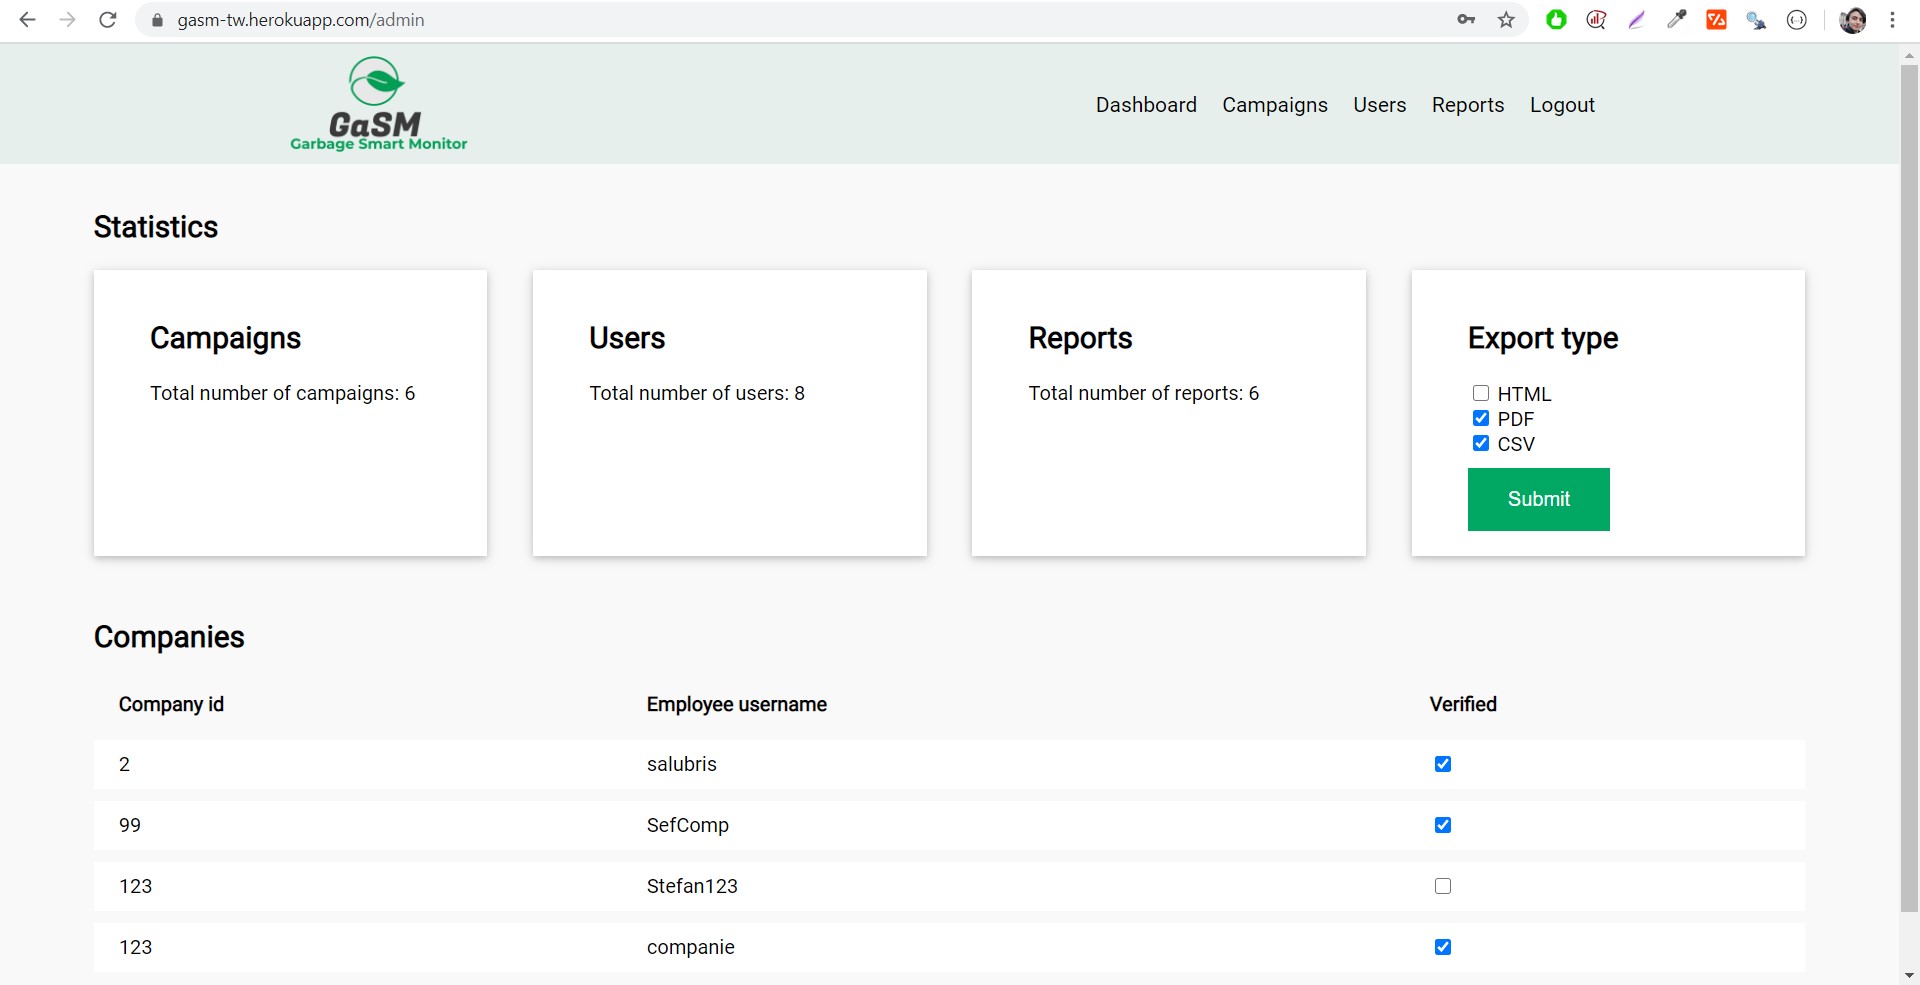 gasm-tw.herokuapp.com/admin
GaSM
Garbage Smart Monitor
Dashboard Campaigns Users Reports Logout
Statistics
Campaigns
Total number of campaigns: 6
Users
Total number of users: 8
Reports
Total number of reports: 6
Export type
HTML
PDF
CSV
Submit
Companies
Company id Employee username Verified
2 salubris
99 SefComp
123 Stefan123
123 companie